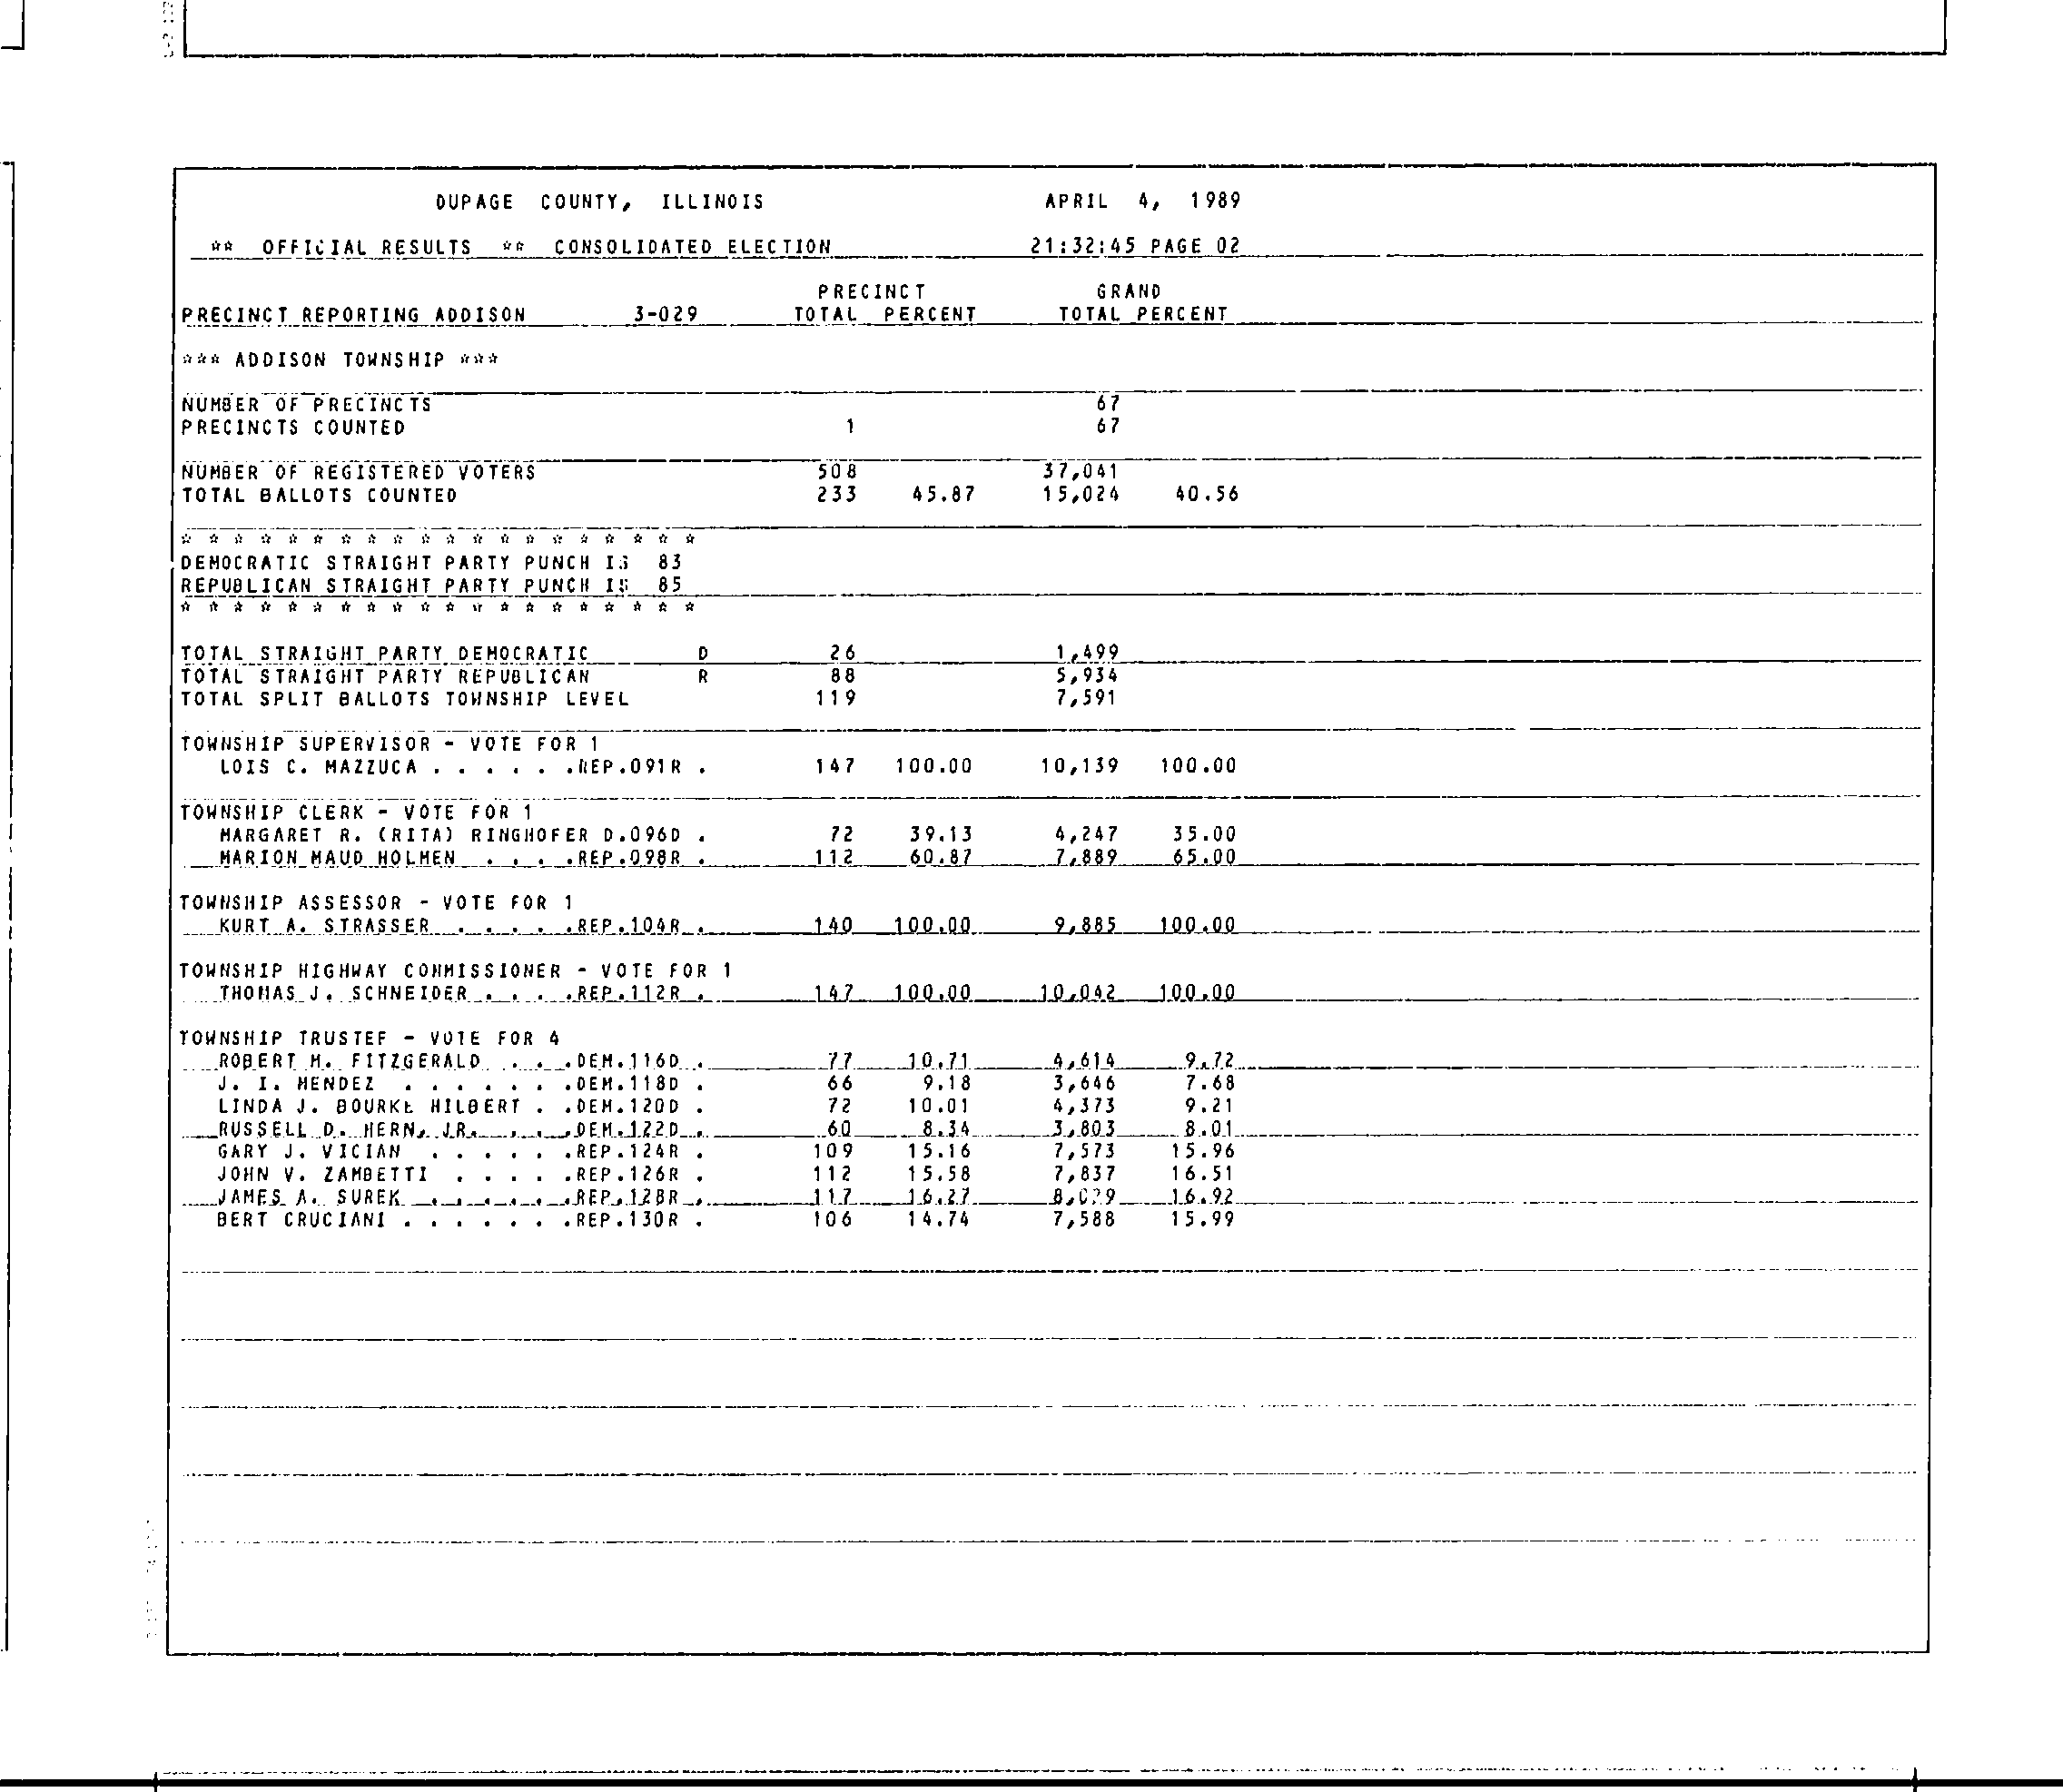 DUPAGE COUNTY, ILLINOIS APRIL 4, 1989
** OFFICIAL RESULTS ** CONSOLIDATED ELECTION 21:32:45 PAGE 02
PRECINCT GRAND
PRECINCT REPORTING ADDISON 3-029 TOTAL PERCENT TOTAL PERCENT
*** ADDISON TOWNSHIP ***
NUMBER OF PRECINCTS 67
PRECINCTS COUNTED 1 67
NUMBER OF REGISTERED VOTERS 508 37,041
TOTAL BALLOTS COUNTED 233 45.87 15,024 40.56
* * * * * * * * * * * * * * * * * * * *
DEMOCRATIC STRAIGHT PARTY PUNCH IS 83
REPUBLICAN STRAIGHT PARTY PUNCH IS 85
* * * * * * * * * * * * * * * * * * * *
TOTAL STRAIGHT PARTY DEMOCRATIC D 26 1,499
TOTAL STRAIGHT PARTY REPUBLICAN R 88 5,934
TOTAL SPLIT BALLOTS TOWNSHIP LEVEL 119 7,591
TOWNSHIP SUPERVISOR - VOTE FOR 1
LOIS C. MAZZUCA . . . . . .REP.091R . 147 100.00 10,139 100.00
TOWNSHIP CLERK - VOTE FOR 1
MARGARET R. (RITA) RINGHOFER D.096D . 72 39.13 4,247 35.00
MARION MAUD HOLMEN . . . .REP.098R . 112 60.87 7,889 65.00
TOWNSHIP ASSESSOR - VOTE FOR 1
KURT A. STRASSER . . . . .REP.104R . 140 100.00 9,885 100.00
TOWNSHIP HIGHWAY COMMISSIONER - VOTE FOR 1
THOMAS J. SCHNEIDER . . . .REP.112R . 147 100.00 10,042 100.00
TOWNSHIP TRUSTEE - VOTE FOR 4
ROBERT M. FITZGERALD . . .DEM.116D . 77 10.71 4,614 9.72
J. I. MENDEZ . . . . . . .DEM.118D . 66 9.18 3,646 7.68
LINDA J. BOURKE HILBERT . .DEM.120D . 72 10.01 4,373 9.21
RUSSELL D. HERN, JR. . . .DEM.122D . 60 8.34 3,803 8.01
GARY J. VICIAN . . . . . .REP.124R . 109 15.16 7,573 15.96
JOHN V. ZAMBETTI . . . . .REP.126R . 112 15.58 7,837 16.51
JAMES A. SUREK . . . . . .REP.128R . 117 16.27 16.92
BERT CRUCIANI . . . . . . .REP.130R . 106 14.74 7,588 15.99